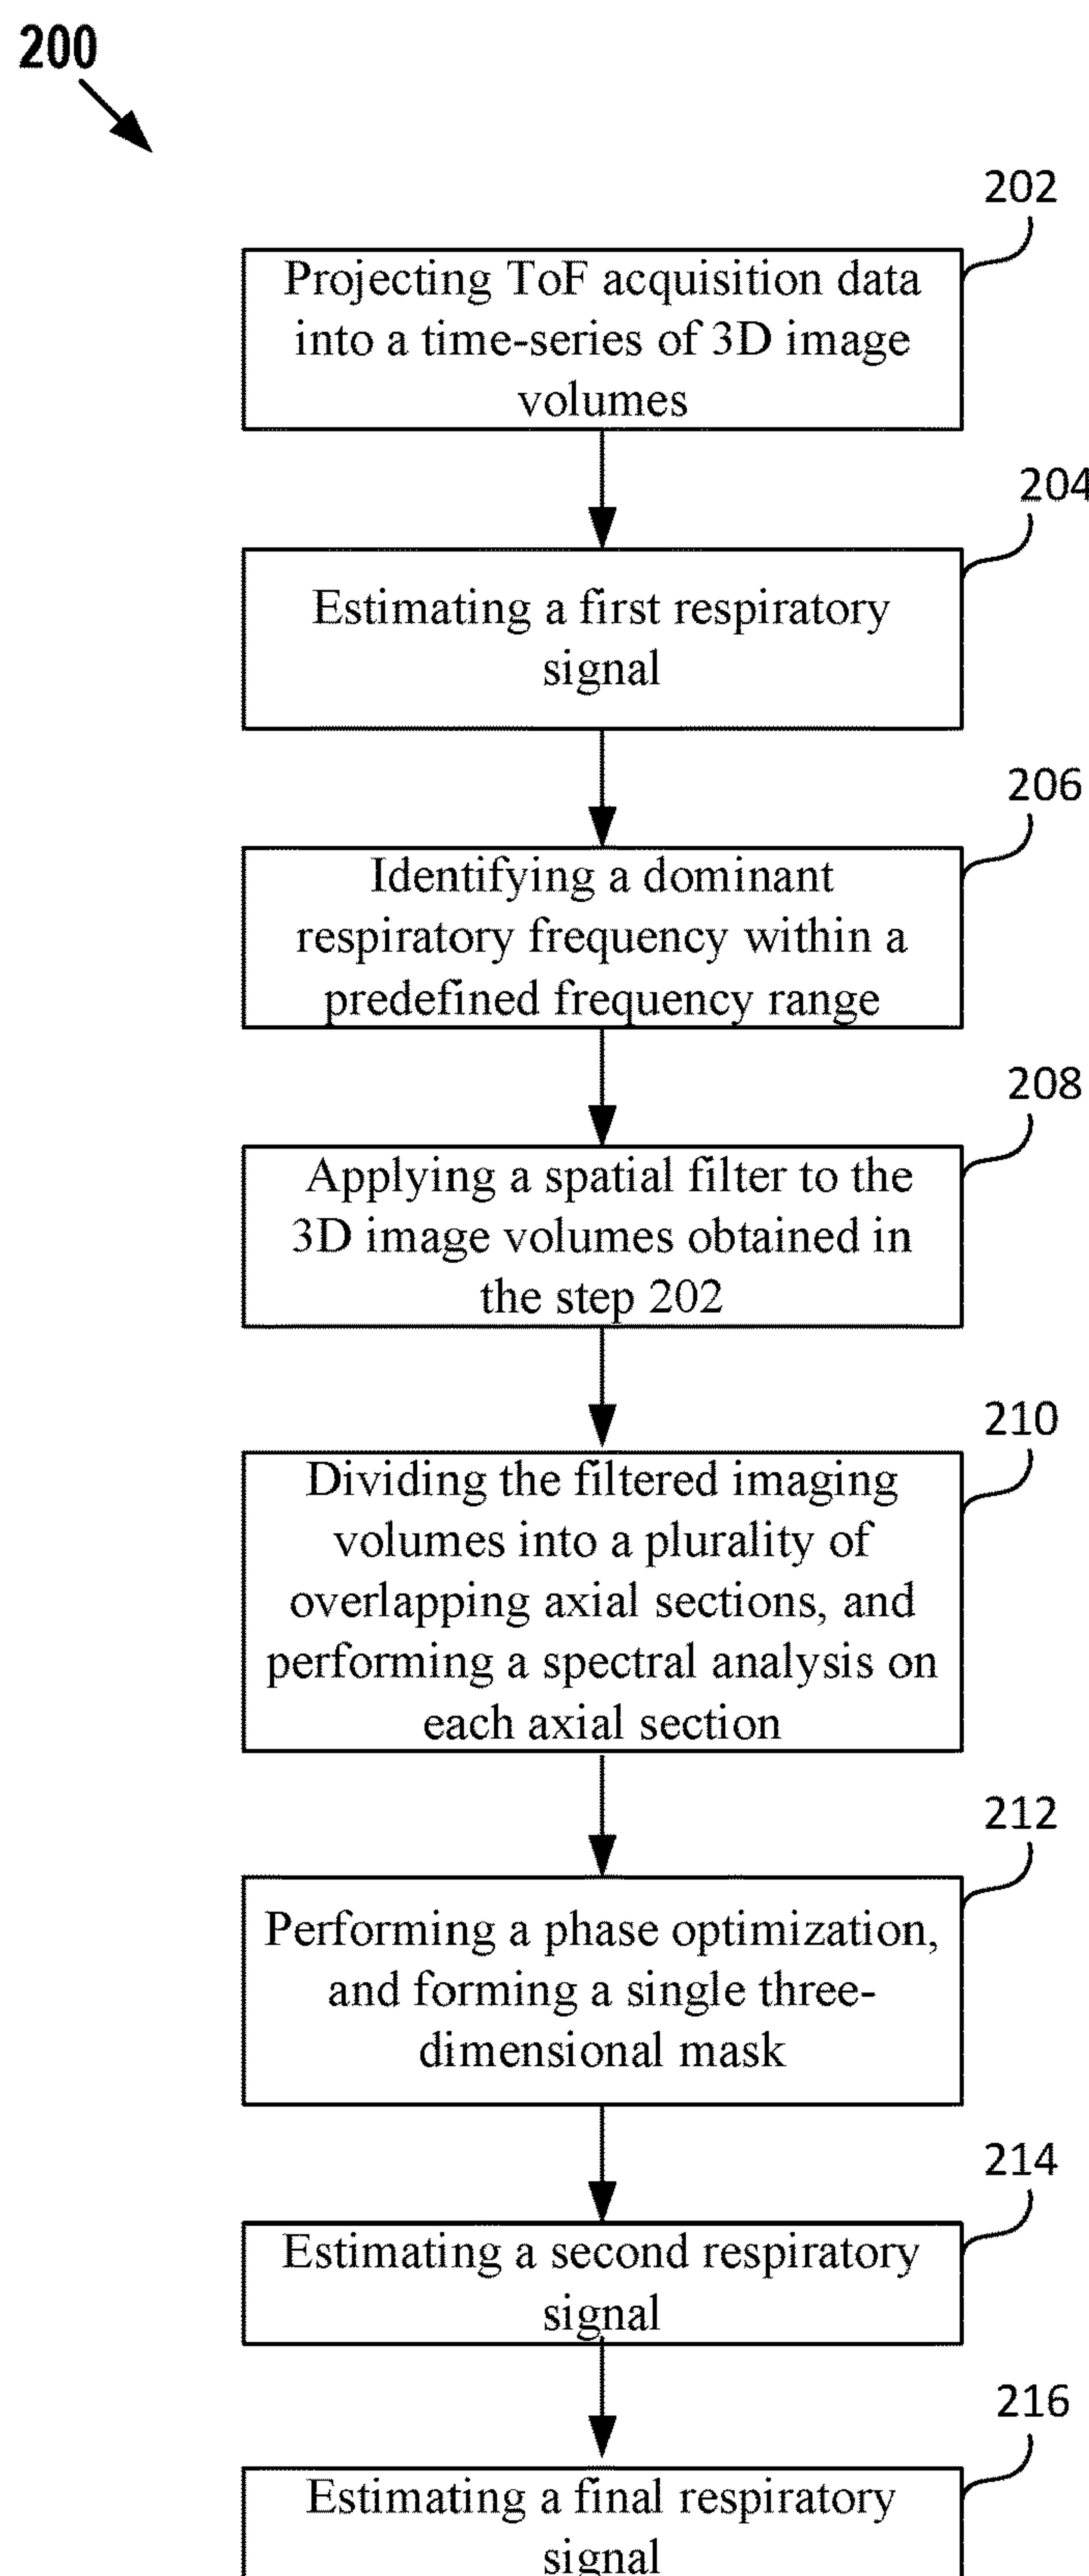 200
202
Projecting ToF acquisition data
into a time-series of 3D image
volumes
204
Estimating a first respiratory
signal
206
Identifying a dominant
respiratory frequency within a
predefined frequency range
208
Applying a spatial filter to the
3D image volumes obtained in
the step 202
210
Dividing the filtered imaging
volumes into a plurality of
overlapping axial sections, and
performing a spectral analysis on
each axial section
212
Performing a phase optimization,
and forming a single three-
dimensional mask
214
Estimating a second respiratory
signal
216
Estimating a final respiratory
signal